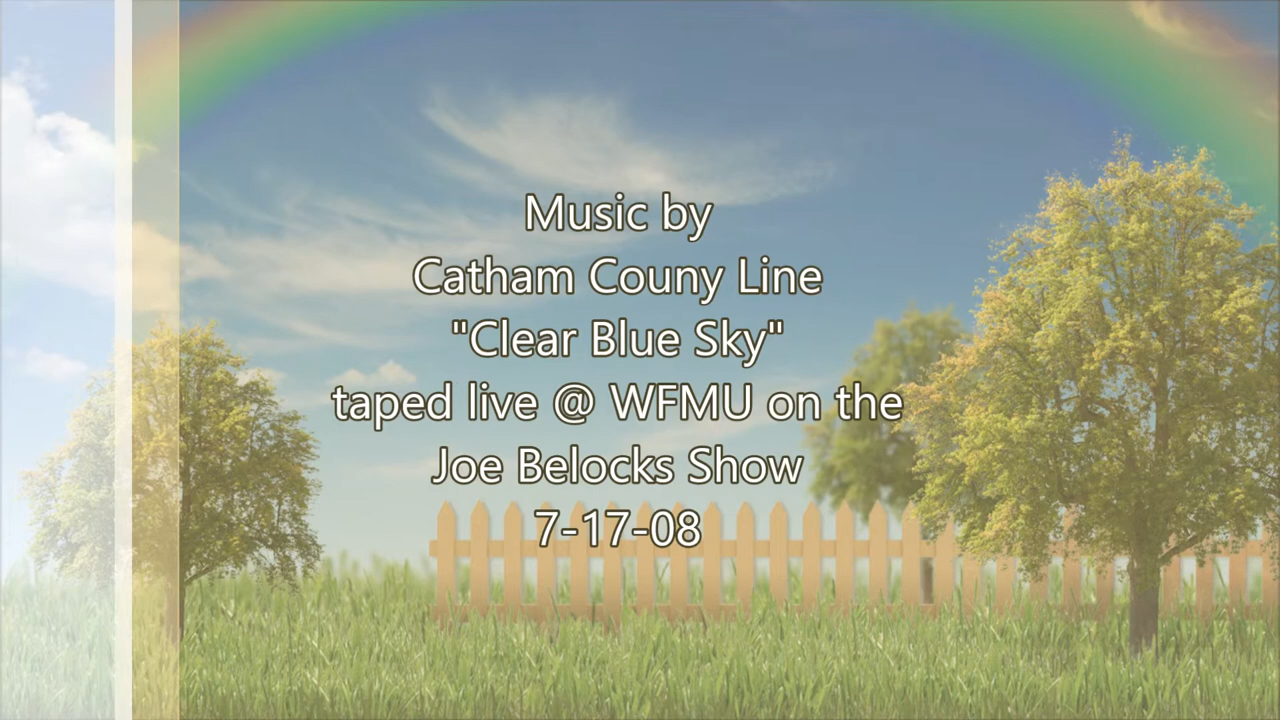 Music by
Catham Couny Line
"Clear Blue Sky"
taped live @ WFMU on the
Joe Belocks Show
7-17-08